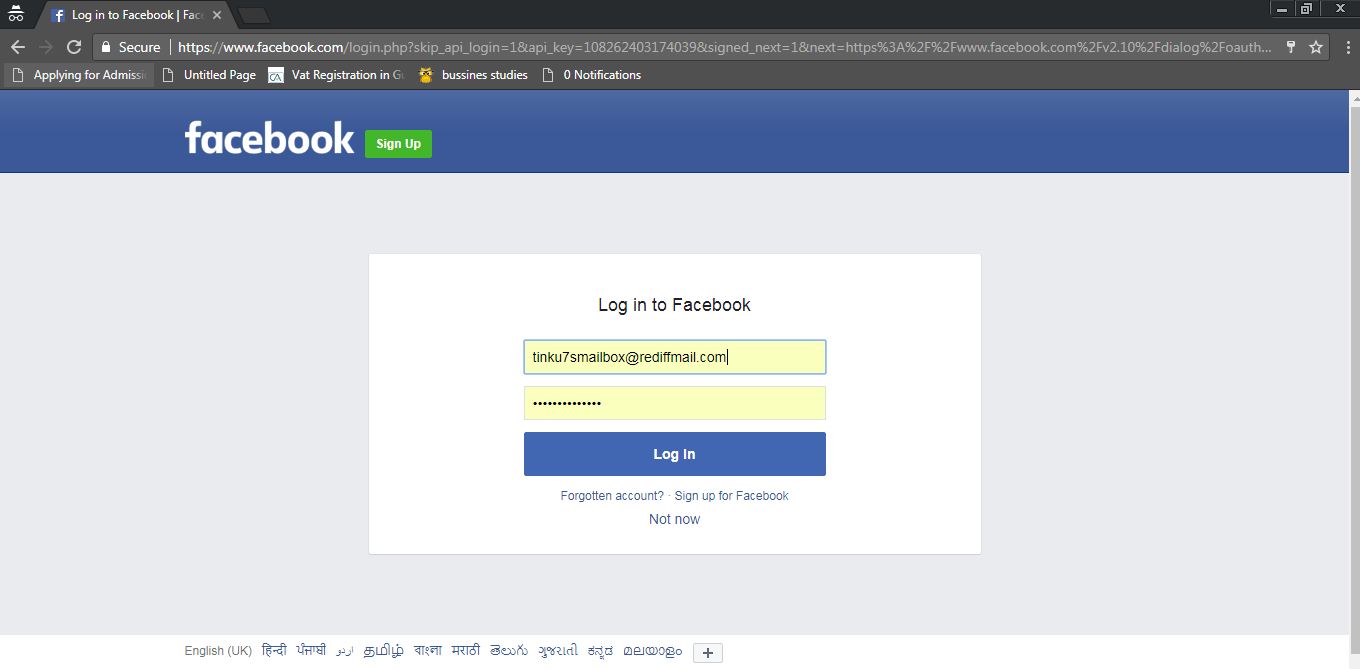 Log in to Facebook | Fac
Secure | https://www.facebook.com/login.php?skip_api_login=1&api_key=108262403174039&signed_next=1&next=https%3A%2F%2Fwww.facebook.com%2Fv2.10%2Fdialog%2Foauth...
Applying for Admissio Untitled Page CA Vat Registration in Gu bussines studies 0 Notifications
facebook Sign Up
Log in to Facebook
tinku7smailbox@rediffmail.com
••••••••••••••
Log In
Forgotten account? · Sign up for Facebook
Not now
English (UK) हिन्दी ਪੰਜਾਬੀ اردو தமிழ் বাংলা मराठी తెలుగు ગુજરાતી ಕನ್ನಡ മലയാളം +